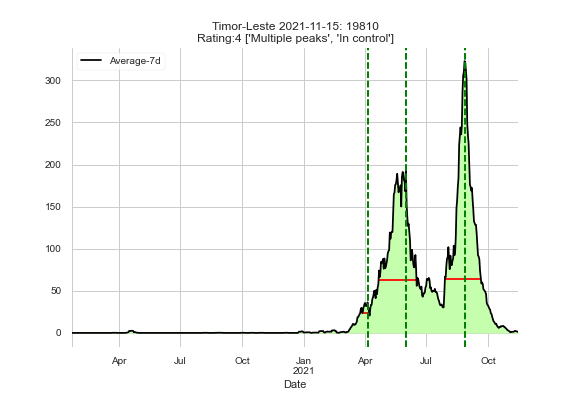 Timor-Leste 2021-11-15: 19810
Rating:4 ['Multiple peaks', 'In control']
Average-7d
300
250
200
150
100
50
0
Apr
Jul
Oct
Jan
2021
Apr
Jul
Oct
Date